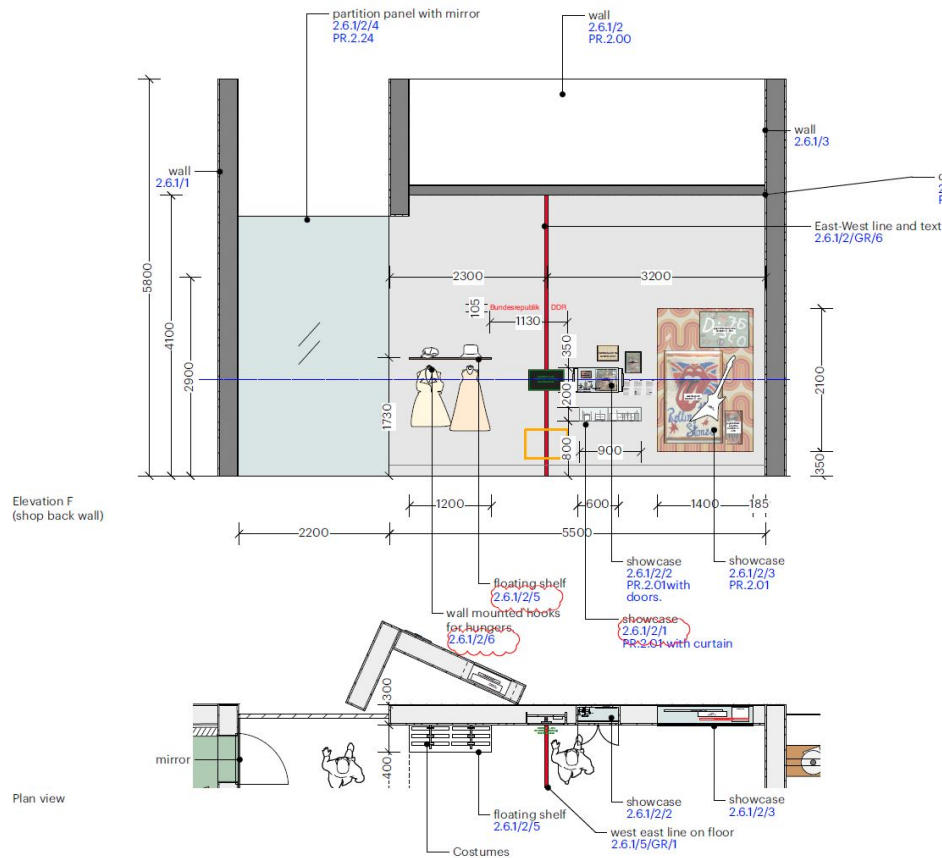 partition panel with mirror
2.6.1/2/4
PR.2.24
wall
2.6.1/2
PR.2.00
wall
2.6.1/3
wall
2.6.1/1
East-West line and text
2.6.1/2/GR/6
5800
4100
2900
1730
2300
3200
105
Bundesrepublik
DDR
1130
350
200
800
900
2100
350
Disko
Rolling
Stones
Elevation F
(shop back wall)
1200
600
1400
185
2200
5500
floating shelf
2.6.1/2/5
wall mounted hooks
for hungers
2.6.1/2/6
showcase
2.6.1/2/2
PR.2.01with
doors.
showcase
2.6.1/2/3
PR.2.01
showcase
2.6.1/2/1
PR.2.01 with curtain
300
400
mirror
Plan view
floating shelf
2.6.1/2/5
Costumes
showcase
2.6.1/2/2
showcase
2.6.1/2/3
west east line on floor
2.6.1/5/GR/1